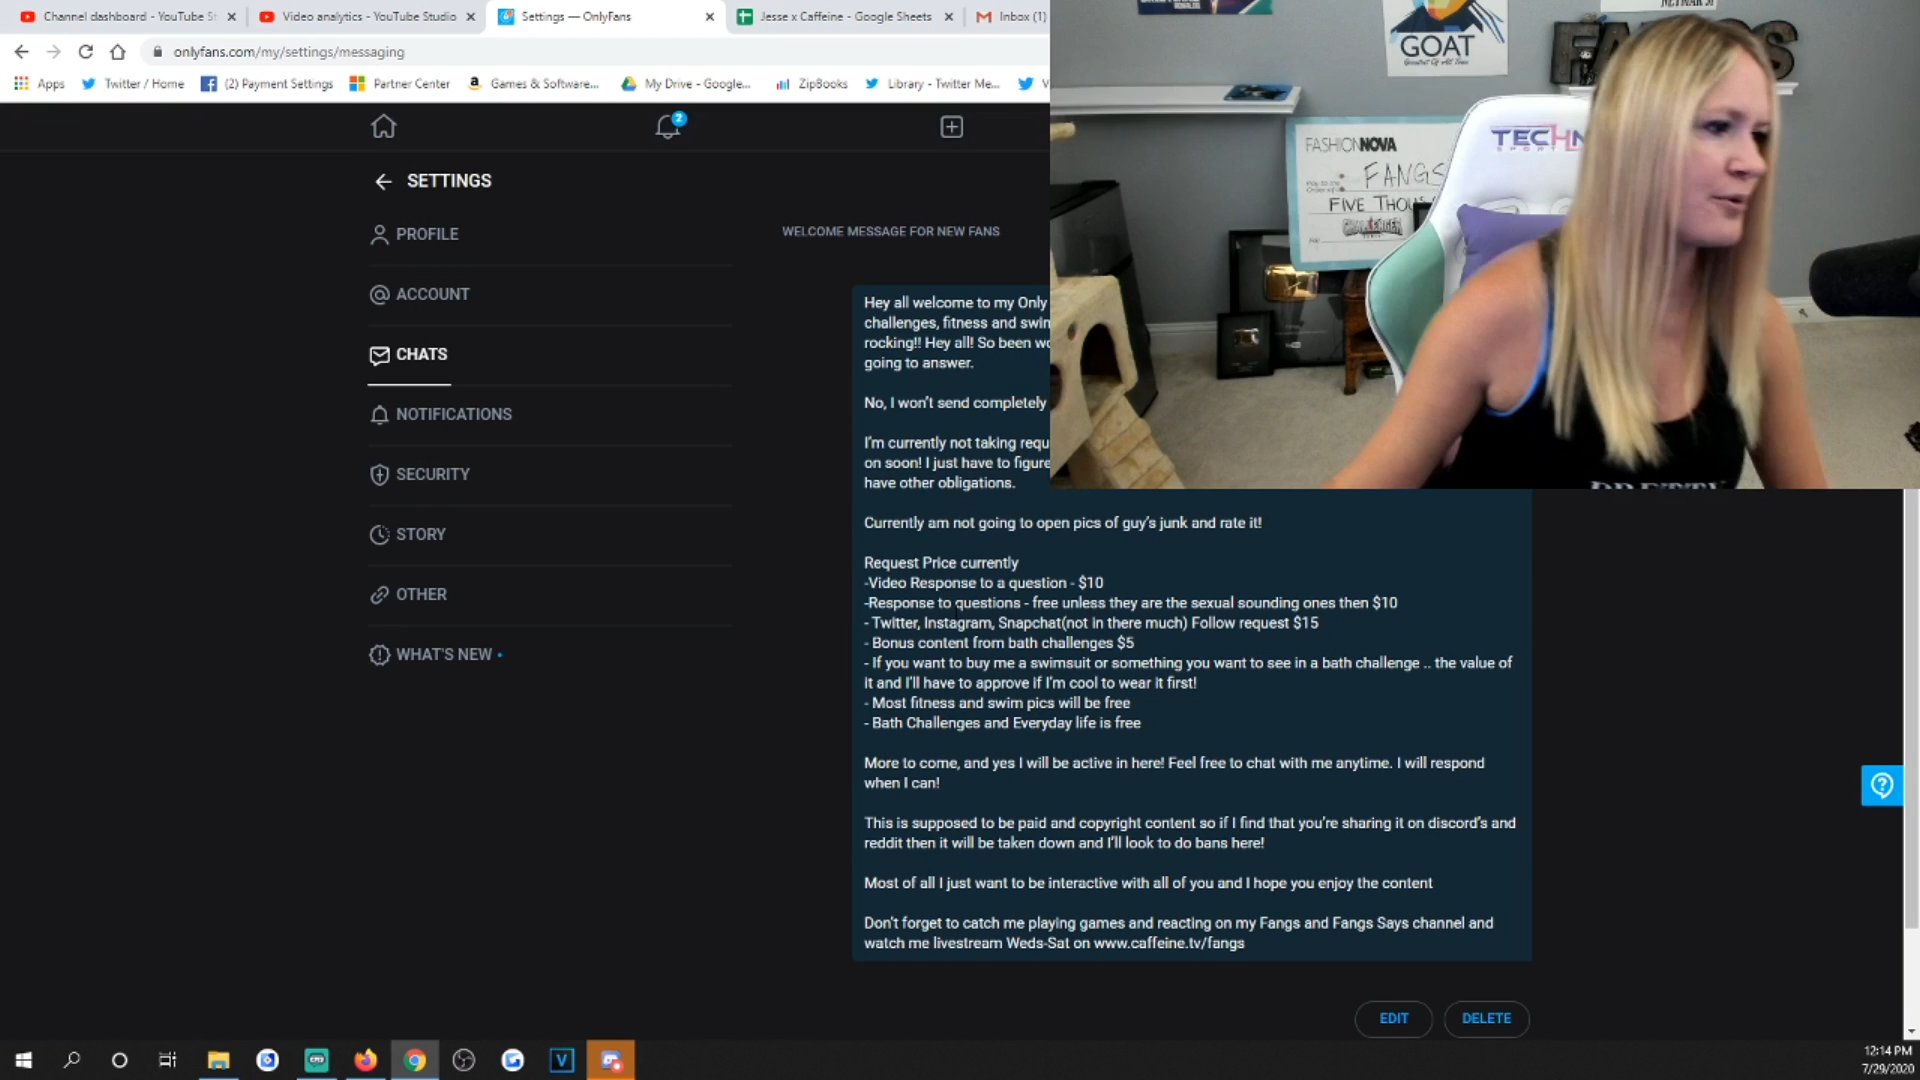 Channel dashboard - YouTube St
Video analytics - YouTube Studio
Settings — OnlyFans
Jesse x Caffeine - Google Sheets
Inbox (1)
onlyfans.com/my/settings/messaging
Apps
Twitter / Home
(2) Payment Settings
Partner Center
Games & Software...
My Drive - Google...
ZipBooks
Library - Twitter Me...
V
2
SETTINGS
PROFILE
ACCOUNT
CHATS
NOTIFICATIONS
SECURITY
STORY
OTHER
WHAT'S NEW
WELCOME MESSAGE FOR NEW FANS
Hey all welcome to my Only
challenges, fitness and swim
rocking!! Hey all! So been wo
going to answer.
No, I won't send completely
I'm currently not taking requ
on soon! I just have to figure
have other obligations.
Currently am not going to open pics of guy's junk and rate it!
Request Price currently
-Video Response to a question - $10
-Response to questions - free unless they are the sexual sounding ones then $10
- Twitter, Instagram, Snapchat(not in there much) Follow request $15
- Bonus content from bath challenges $5
- If you want to buy me a swimsuit or something you want to see in a bath challenge .. the value of
it and I'll have to approve if I'm cool to wear it first!
- Most fitness and swim pics will be free
- Bath Challenges and Everyday life is free
More to come, and yes I will be active in here! Feel free to chat with me anytime. I will respond
when I can!
This is supposed to be paid and copyright content so if I find that you're sharing it on discord's and
reddit then it will be taken down and I'll look to do bans here!
Most of all I just want to be interactive with all of you and I hope you enjoy the content
Don't forget to catch me playing games and reacting on my Fangs and Fangs Says channel and
watch me livestream Weds-Sat on www.caffeine.tv/fangs
EDIT
DELETE
GOAT
Greatest Of All Time
NEYMAR JR
RONALDO
FASHIONNOVA
FANGS
FIVE THOUS
CHALLENGER
TECHN
SPORT
PRETTY
V
12:14 PM
7/29/2020